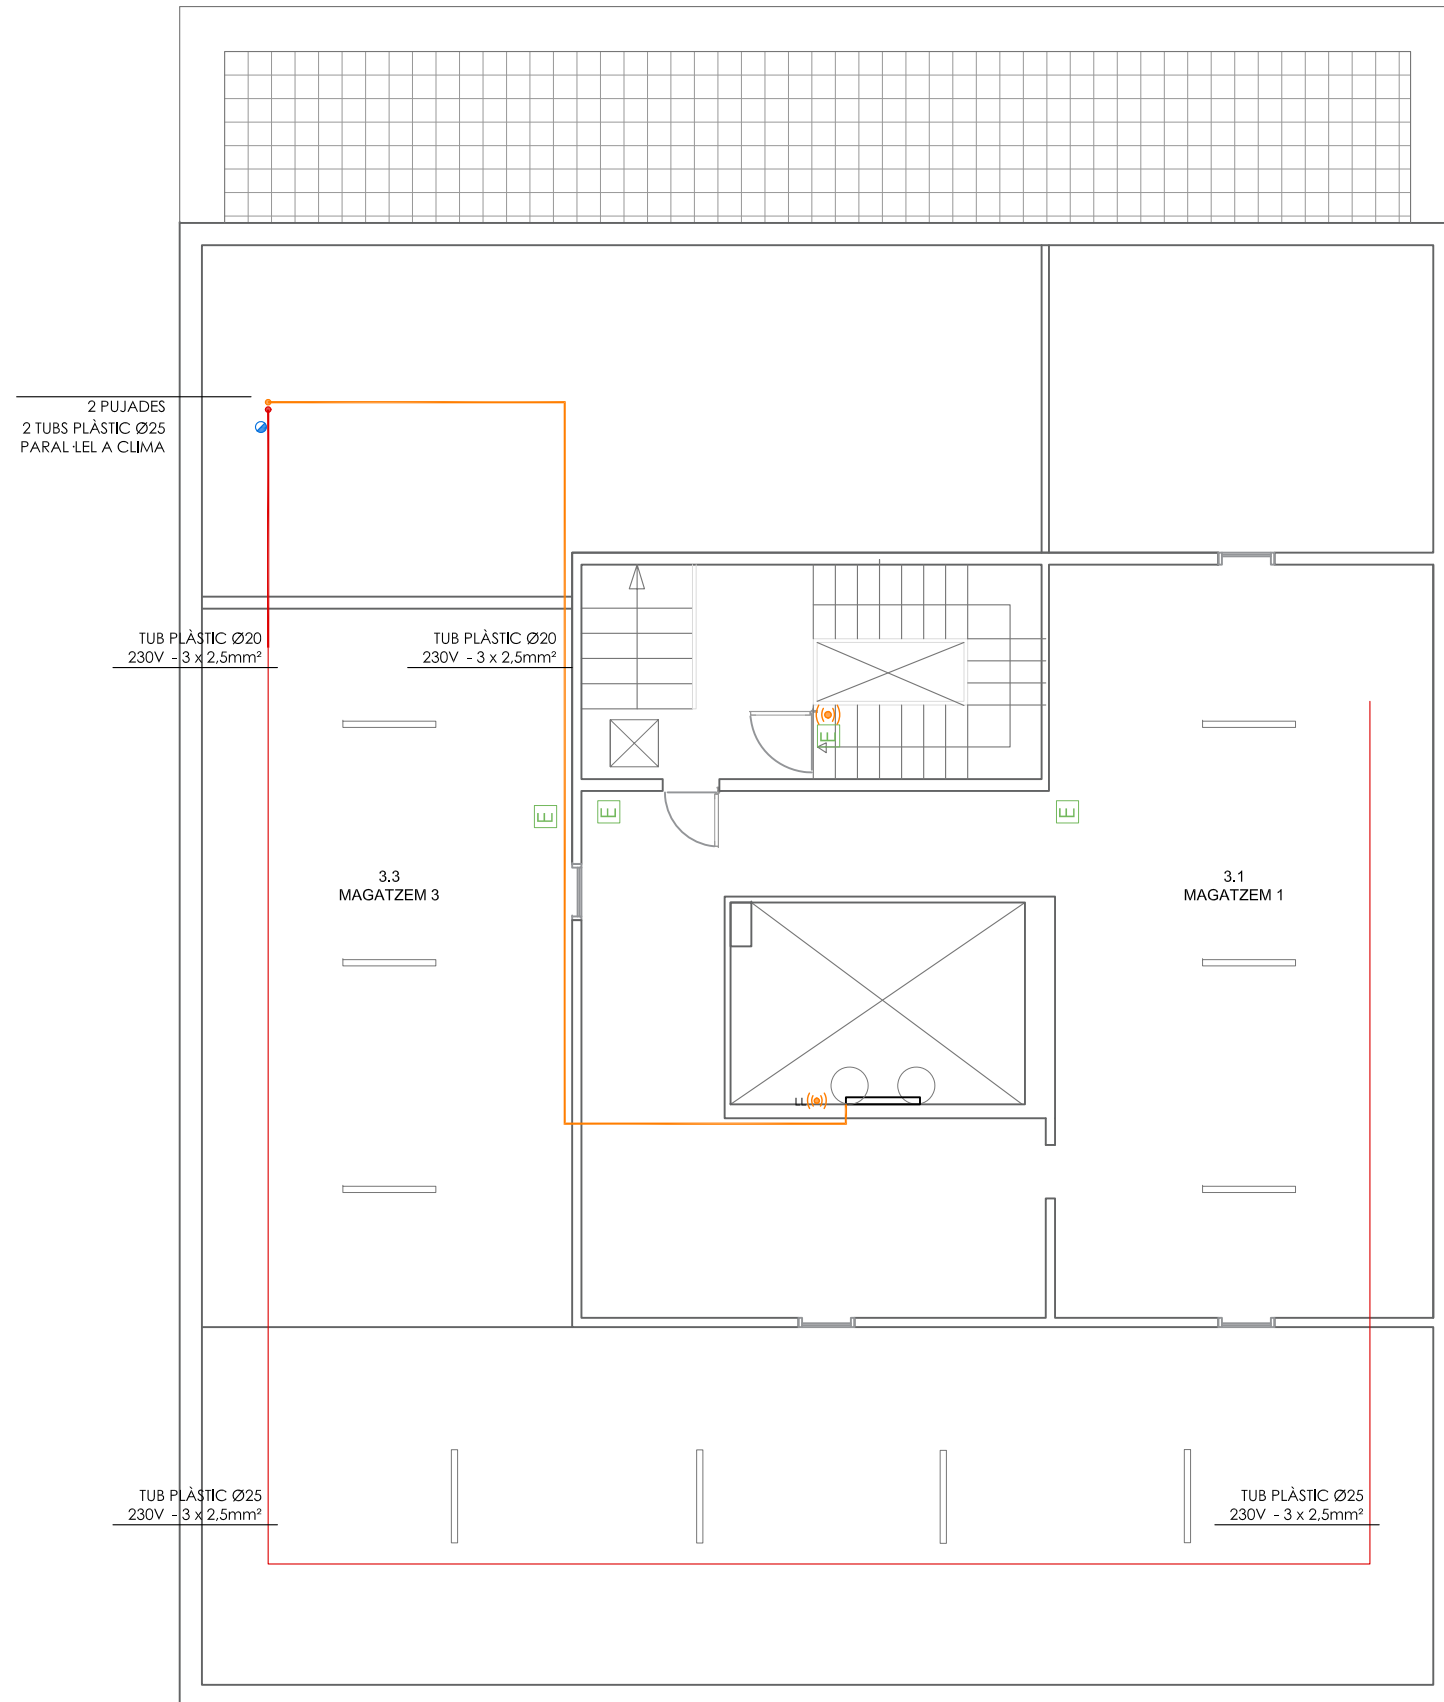 2 PUJADES
2 TUBS PLÀSTIC Ø25
PARAL·LEL A CLIMA
TUB PLÀSTIC Ø20
230V - 3 x 2,5mm²
TUB PLÀSTIC Ø20
230V - 3 x 2,5mm²
E
E
E
E
3.3
MAGATZEM 3
3.1
MAGATZEM 1
TUB PLÀSTIC Ø25
230V - 3 x 2,5mm²
TUB PLÀSTIC Ø25
230V - 3 x 2,5mm²